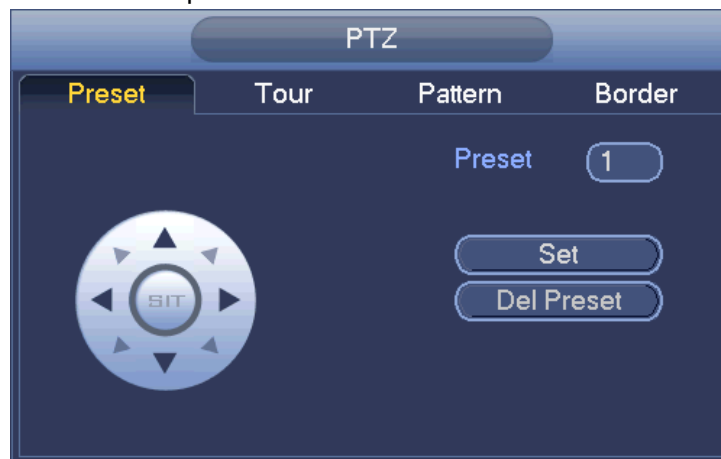 PTZ
Preset Tour Pattern Border
Preset 1
Set
SIT
Del Preset